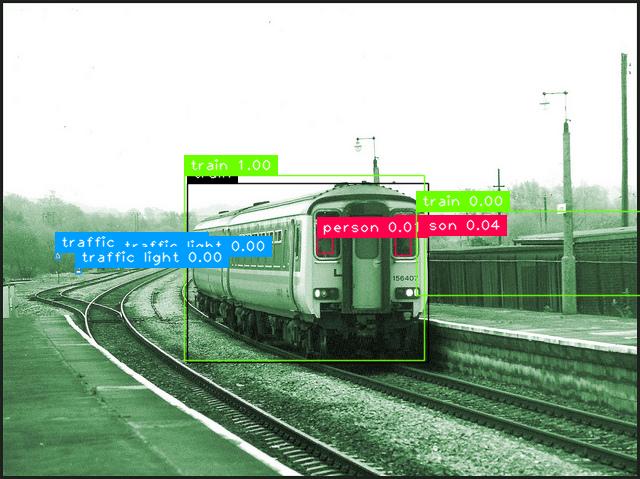 train 1.00
train
train 0.00
person 0.01
son 0.04
traffic
traffic light 0.00
traffic light 0.00
156407